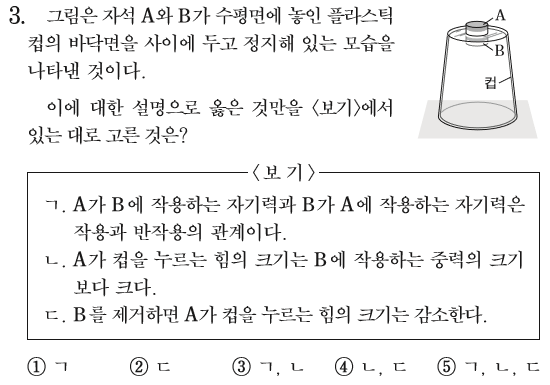 3. 그림은 자석 A와 B가 수평면에 놓인 플라스틱
컵의 바닥면을 사이에 두고 정지해 있는 모습을
나타낸 것이다.
A
B
컵
이에 대한 설명으로 옳은 것만을 〈보기〉에서
있는 대로 고른 것은?
〈보 기〉
ㄱ. A가 B에 작용하는 자기력과 B가 A에 작용하는 자기력은
작용과 반작용의 관계이다.
ㄴ. A가 컵을 누르는 힘의 크기는 B에 작용하는 중력의 크기
보다 크다.
ㄷ. B를 제거하면 A가 컵을 누르는 힘의 크기는 감소한다.
① ㄱ ② ㄷ ③ ㄱ, ㄴ ④ ㄴ, ㄷ ⑤ ㄱ, ㄴ, ㄷ